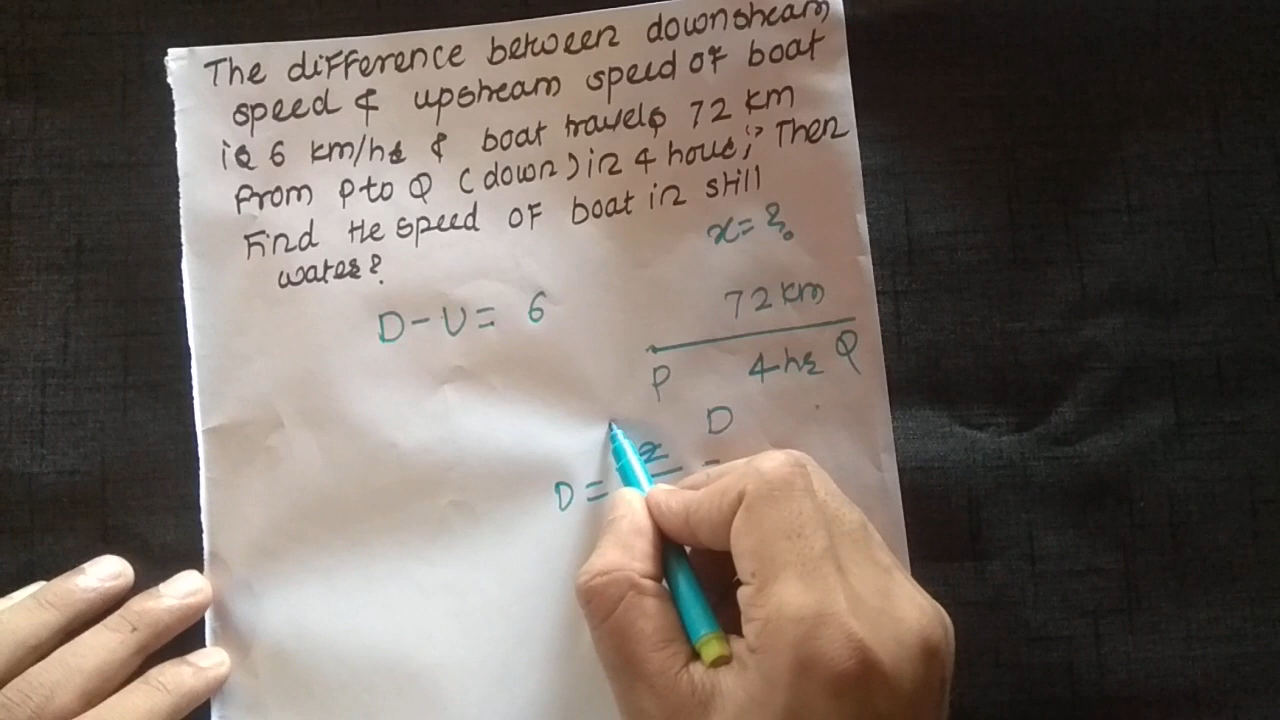 The difference between downstream
speed & upstream speed of boat
is 6 km/hr & boat travels 72 km
from P to Q (down) in 4 hours; Then
Find the speed of boat in still
water?
x = ?
D - U = 6
72 km
P 4 hr Q
D
D =